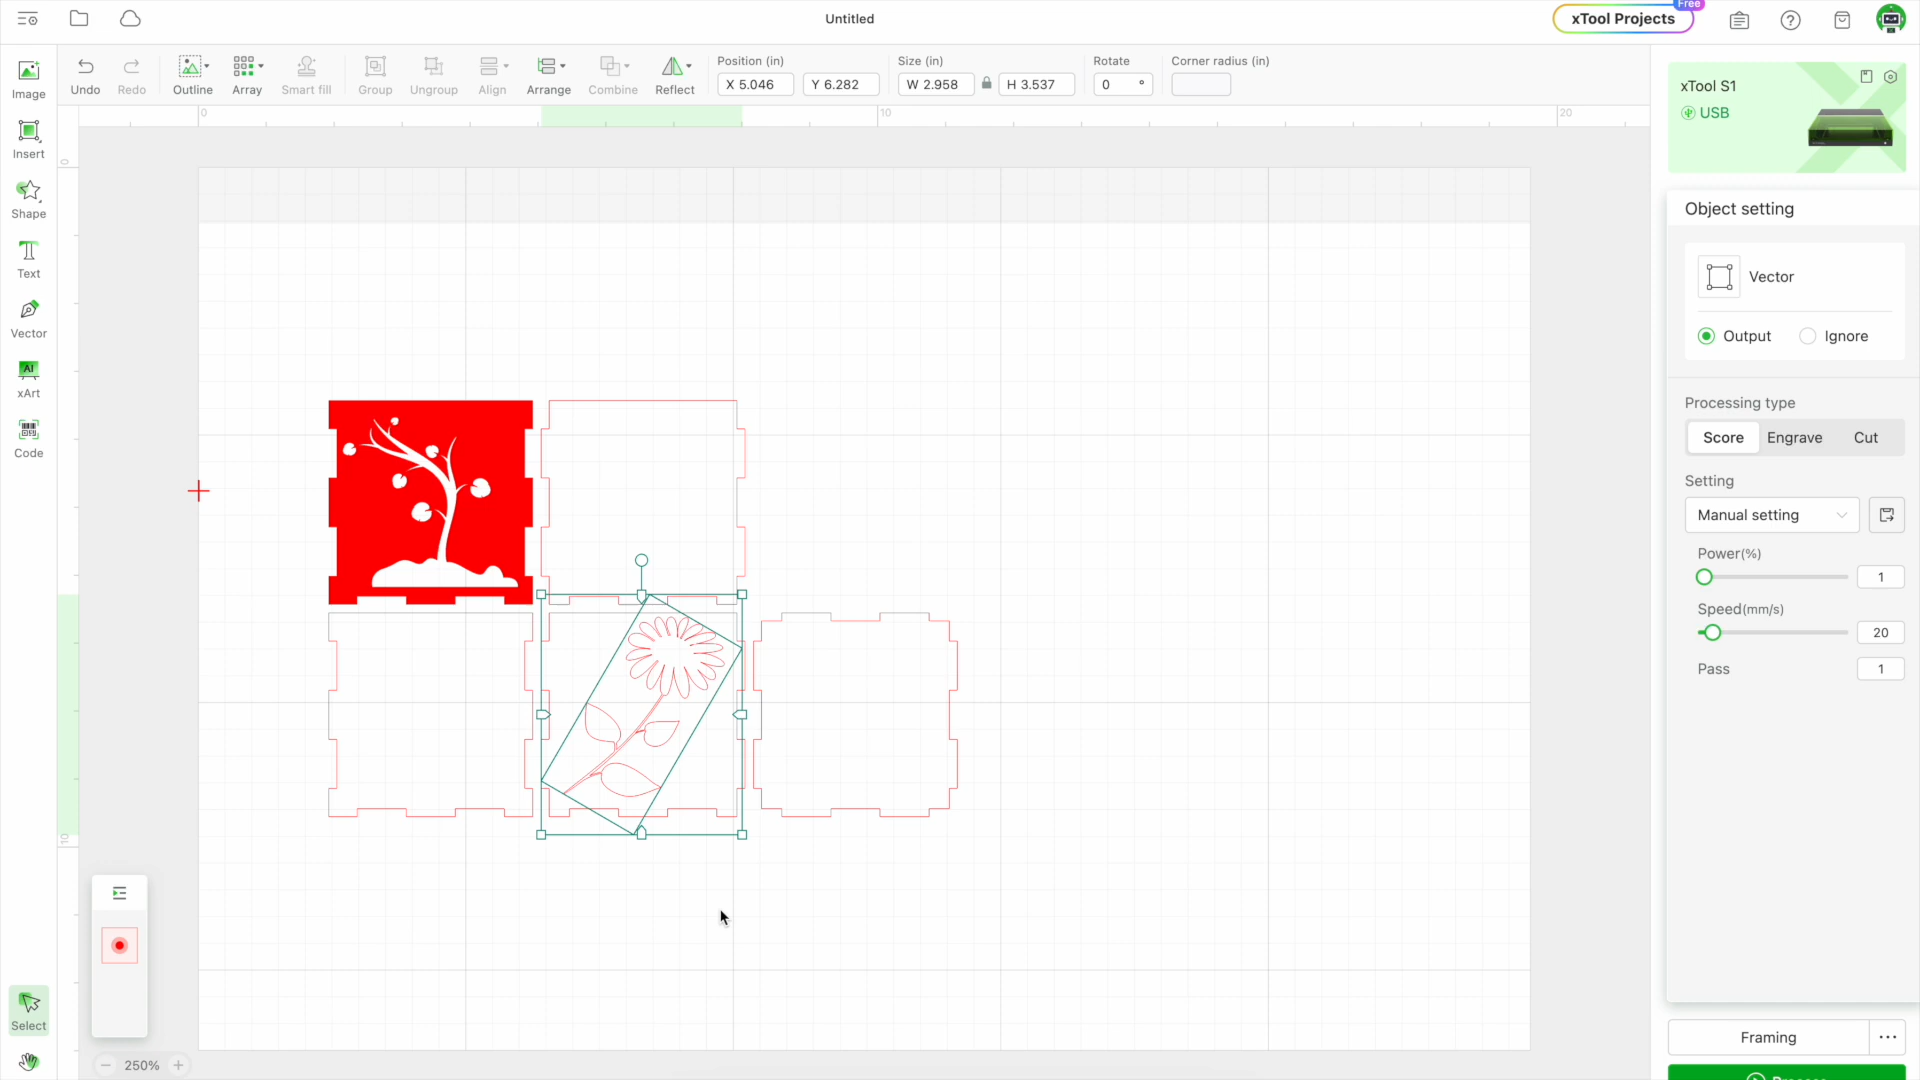 Untitled
xTool Projects
Free
Image
Insert
Shape
Text
Vector
AI
xArt
Code
Select
Undo
Redo
Outline
Array
Smart fill
Group
Ungroup
Align
Arrange
Combine
Reflect
Position (in)
X 5.046
Y 6.282
Size (in)
W 2.958
H 3.537
Rotate
0 °
Corner radius (in)
0
10
20
0
10
250%
xTool S1
USB
Object setting
Vector
Output
Ignore
Processing type
Score
Engrave
Cut
Setting
Manual setting
Power(%)
1
Speed(mm/s)
20
Pass
1
Framing